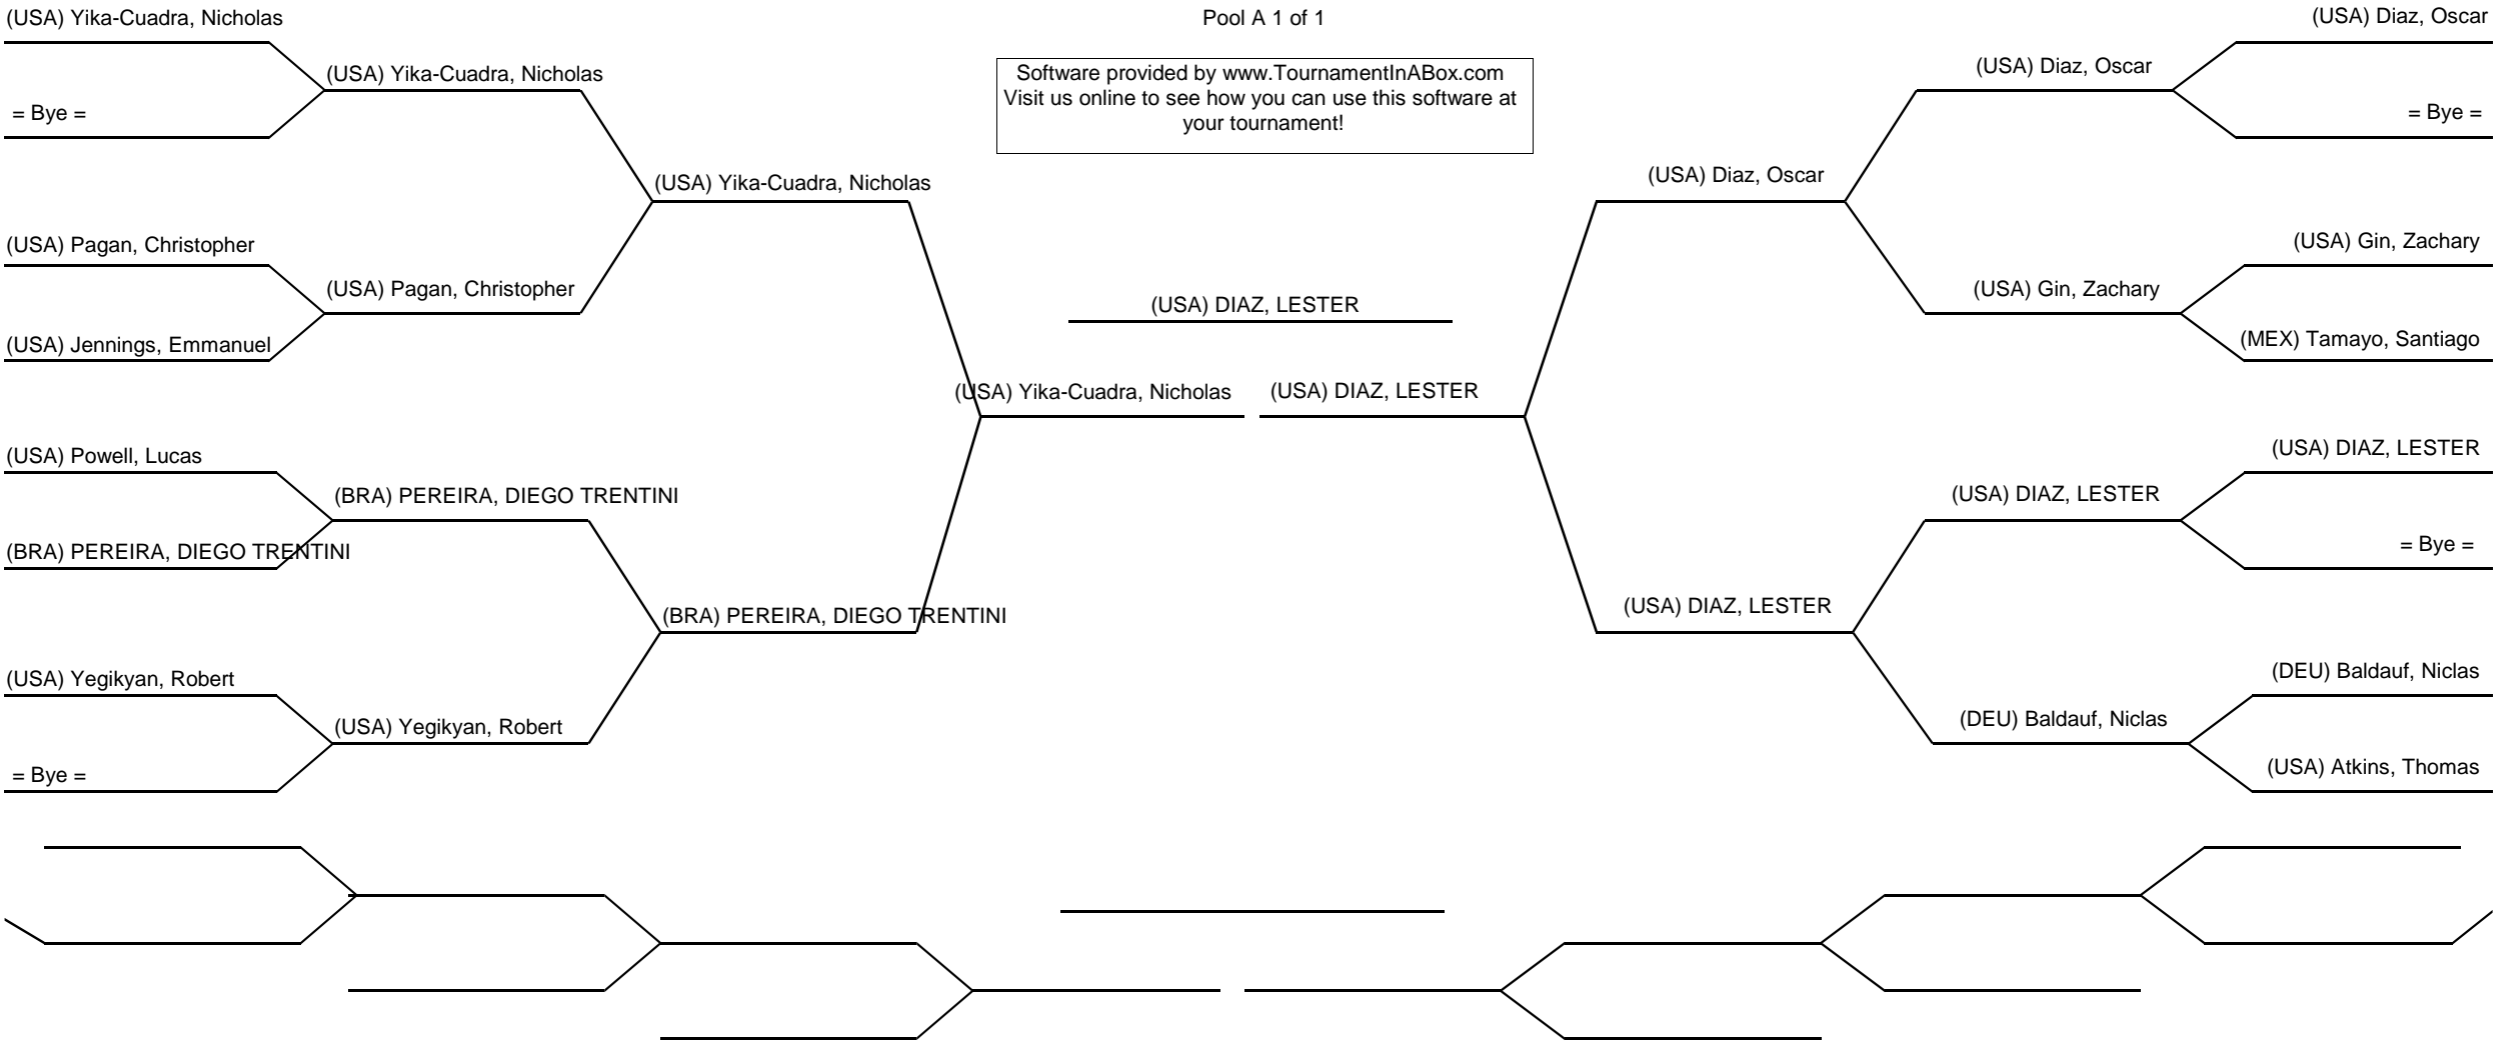 Pool A 1 of 1
Software provided by www.TournamentInABox.com
Visit us online to see how you can use this software at
your tournament!
(USA) Yika-Cuadra, Nicholas
= Bye =
(USA) Pagan, Christopher
(USA) Jennings, Emmanuel
(USA) Powell, Lucas
(BRA) PEREIRA, DIEGO TRENTINI
(USA) Yegikyan, Robert
= Bye =
(USA) Yika-Cuadra, Nicholas
(USA) Pagan, Christopher
(BRA) PEREIRA, DIEGO TRENTINI
(USA) Yegikyan, Robert
(USA) Yika-Cuadra, Nicholas
(BRA) PEREIRA, DIEGO TRENTINI
(USA) Yika-Cuadra, Nicholas
(USA) DIAZ, LESTER
(USA) DIAZ, LESTER
(USA) Diaz, Oscar
(USA) DIAZ, LESTER
(USA) Diaz, Oscar
(USA) Gin, Zachary
(USA) DIAZ, LESTER
(DEU) Baldauf, Niclas
(USA) Diaz, Oscar
= Bye =
(USA) Gin, Zachary
(MEX) Tamayo, Santiago
(USA) DIAZ, LESTER
= Bye =
(DEU) Baldauf, Niclas
(USA) Atkins, Thomas